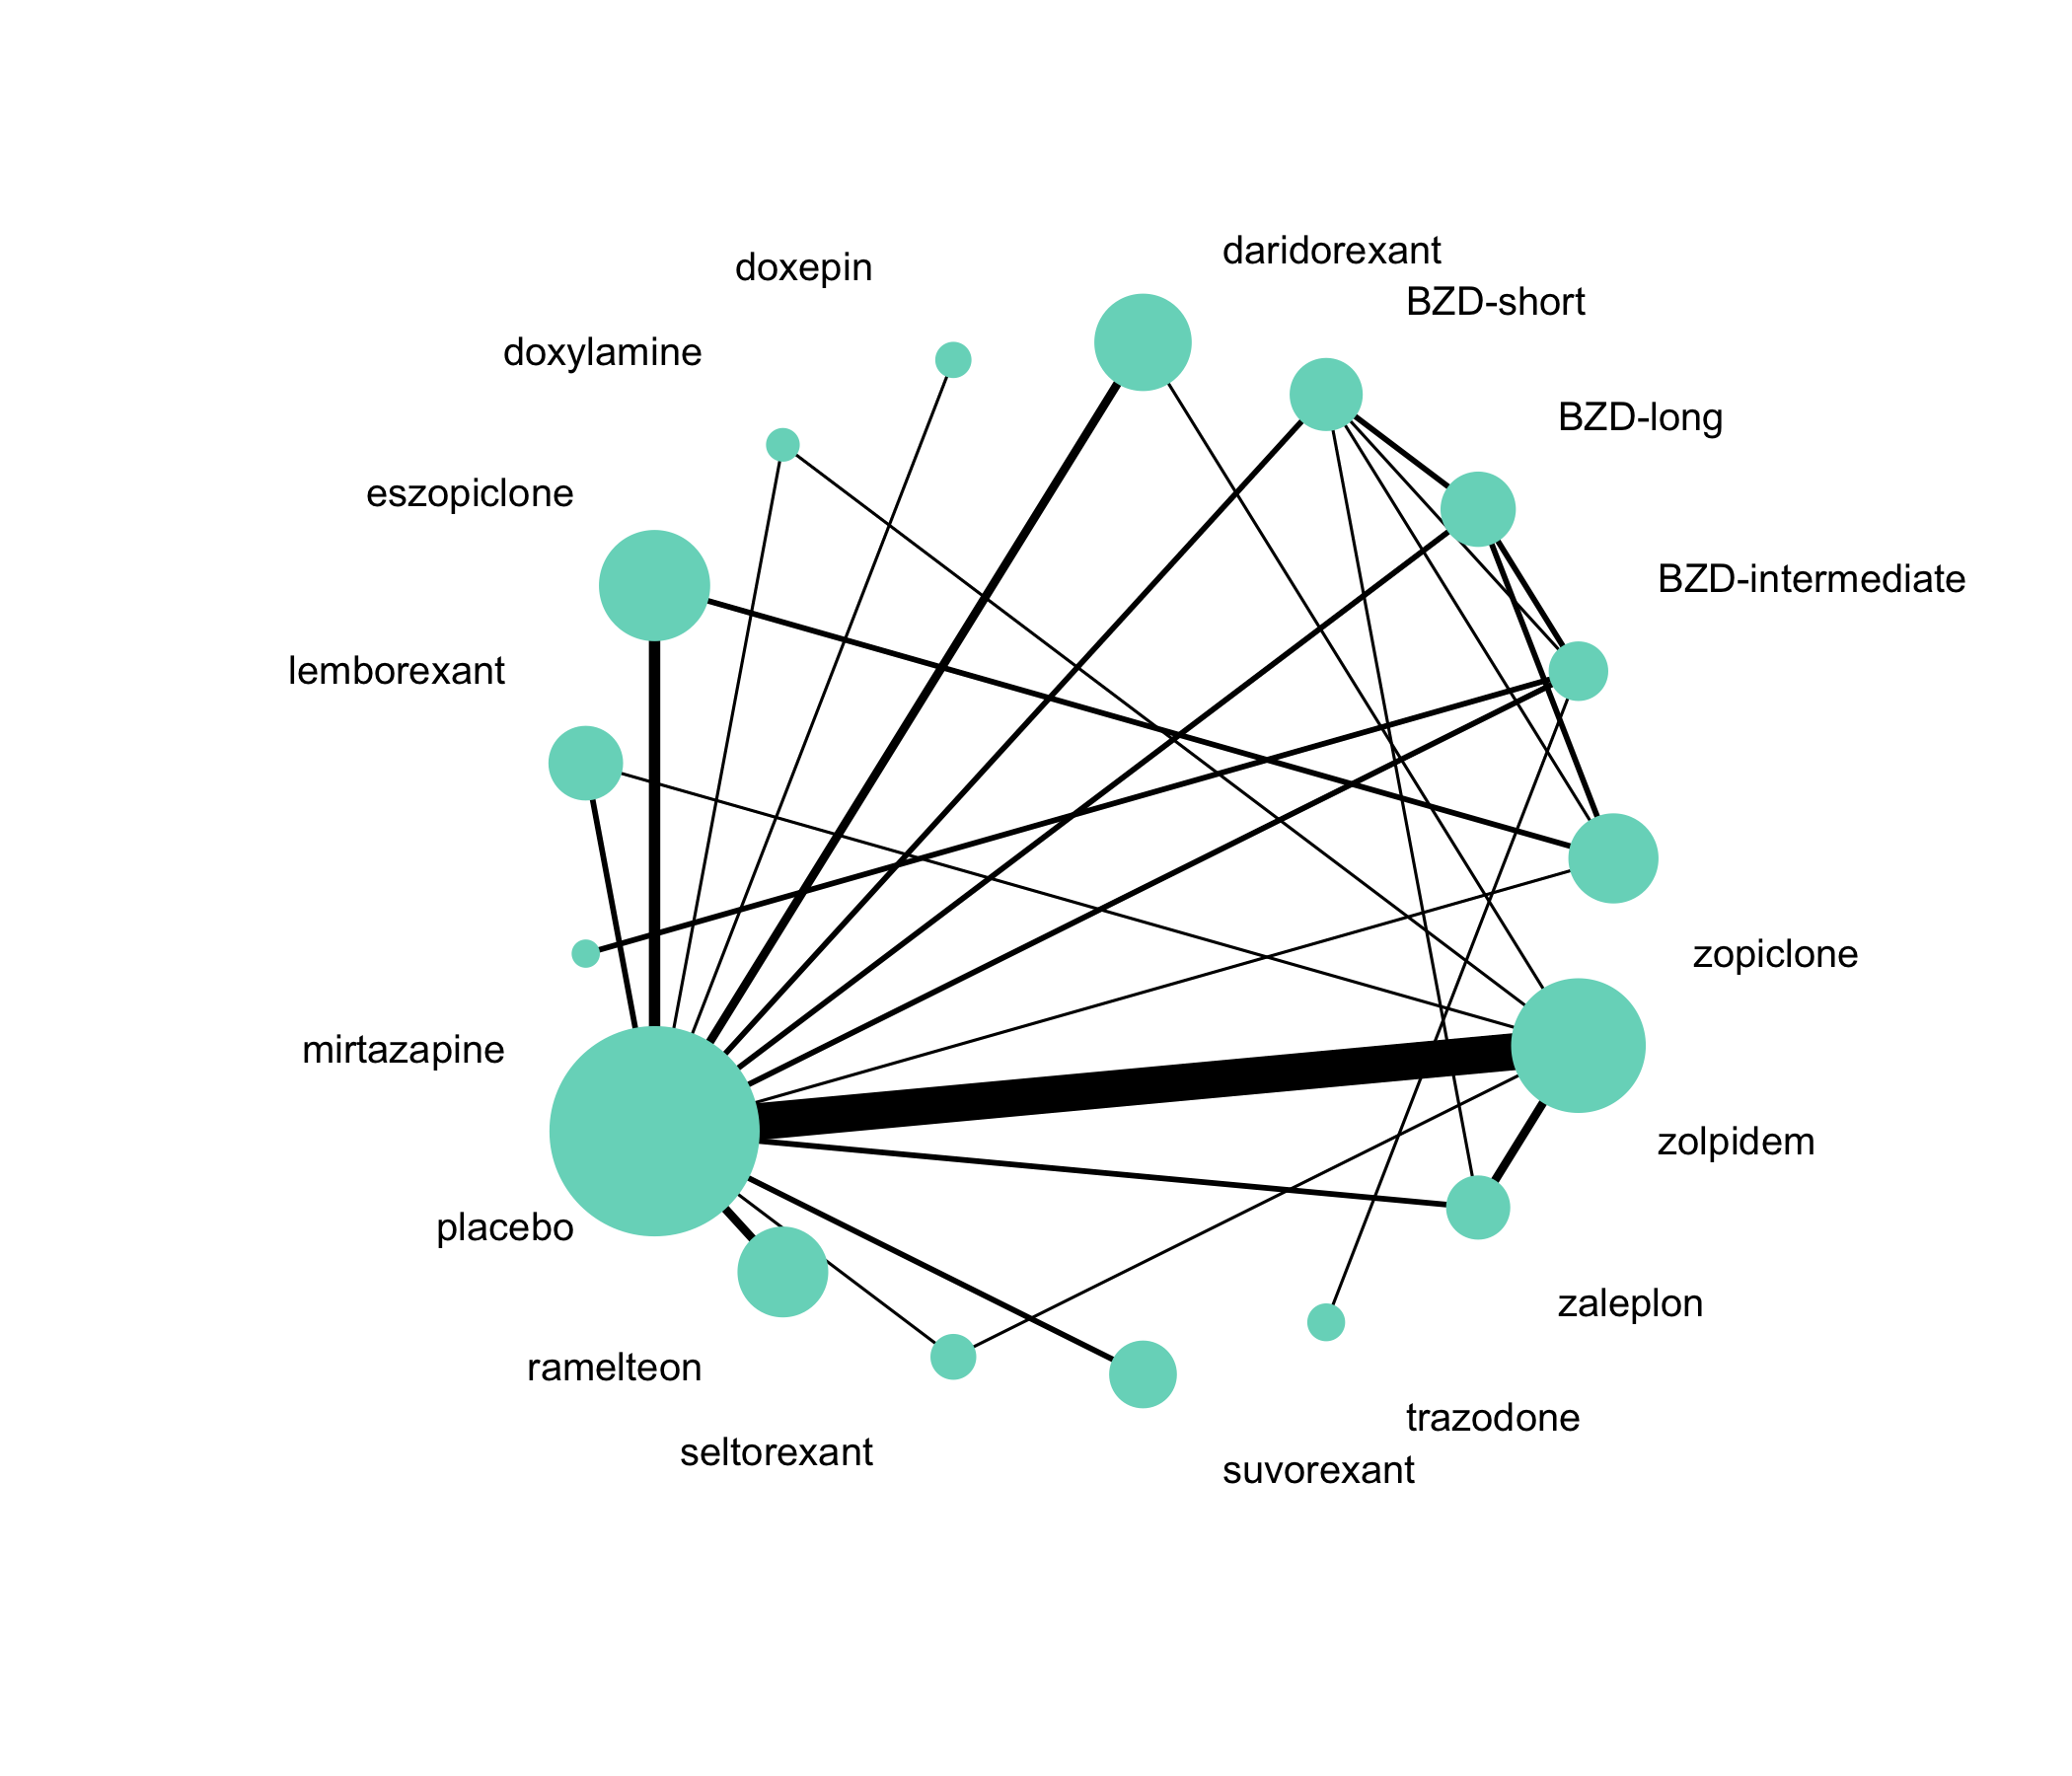 daridorexant
doxepin
BZD-short
doxylamine
BZD-long
eszopiclone
BZD-intermediate
lemborexant
zopiclone
mirtazapine
zolpidem
placebo
zaleplon
ramelteon
trazodone
seltorexant
suvorexant